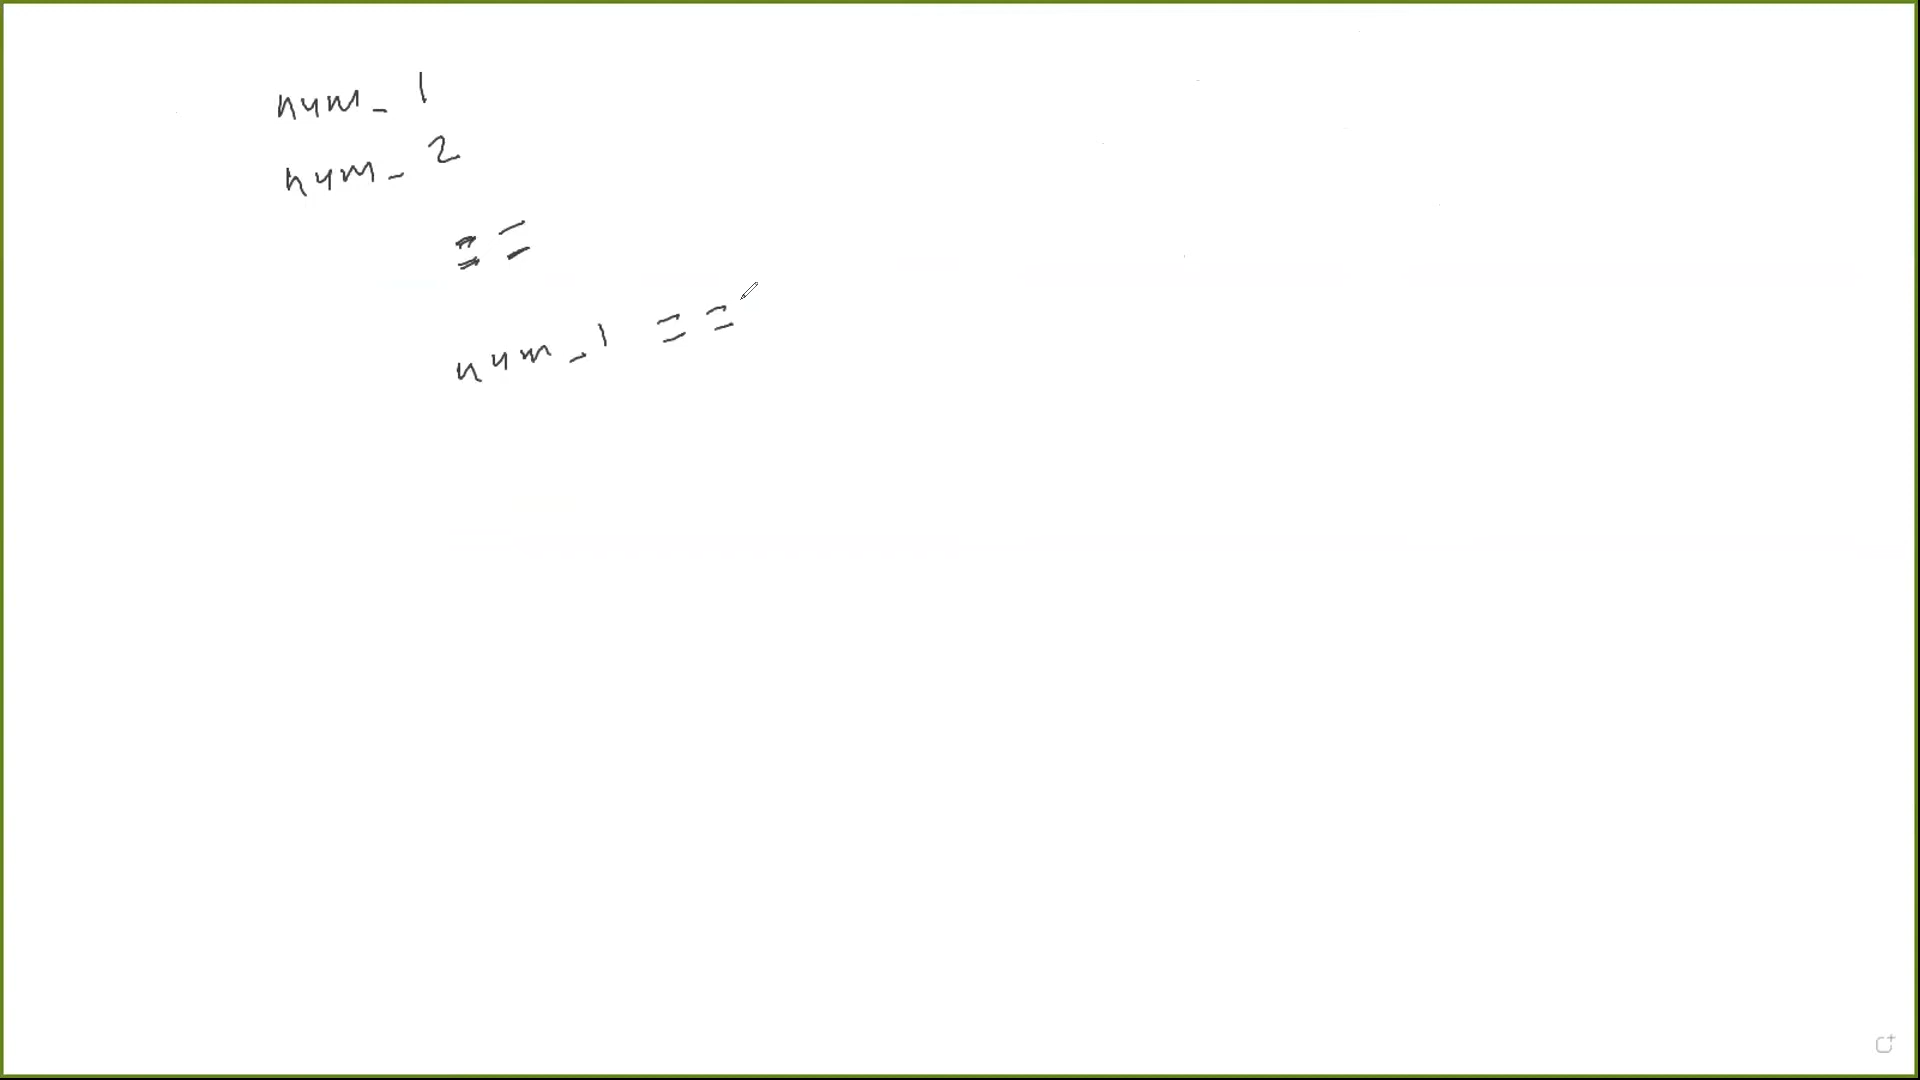 num_1
num_2
==
num_1 ==